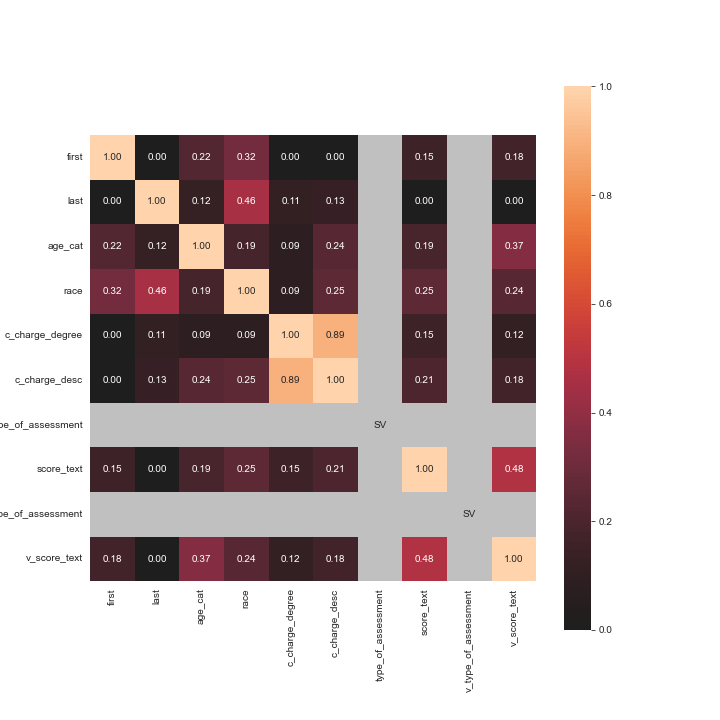 1.0
first 1.00 0.00 0.22 0.32 0.00 0.00 0.15 0.18
last 0.00 1.00 0.12 0.46 0.11 0.13 0.00 0.00
0.8
age_cat 0.22 0.12 1.00 0.19 0.09 0.24 0.19 0.37
race 0.32 0.46 0.19 1.00 0.09 0.25 0.25 0.24
0.6
c_charge_degree 0.00 0.11 0.09 0.09 1.00 0.89 0.15 0.12
c_charge_desc 0.00 0.13 0.24 0.25 0.89 1.00 0.21 0.18
0.4
pe_of_assessment SV
score_text 0.15 0.00 0.19 0.25 0.15 0.21 1.00 0.48
pe_of_assessment SV
0.2
v_score_text 0.18 0.00 0.37 0.24 0.12 0.18 0.48 1.00
0.0
first
last
age_cat
race
c_charge_degree
c_charge_desc
type_of_assessment
score_text
v_type_of_assessment
v_score_text